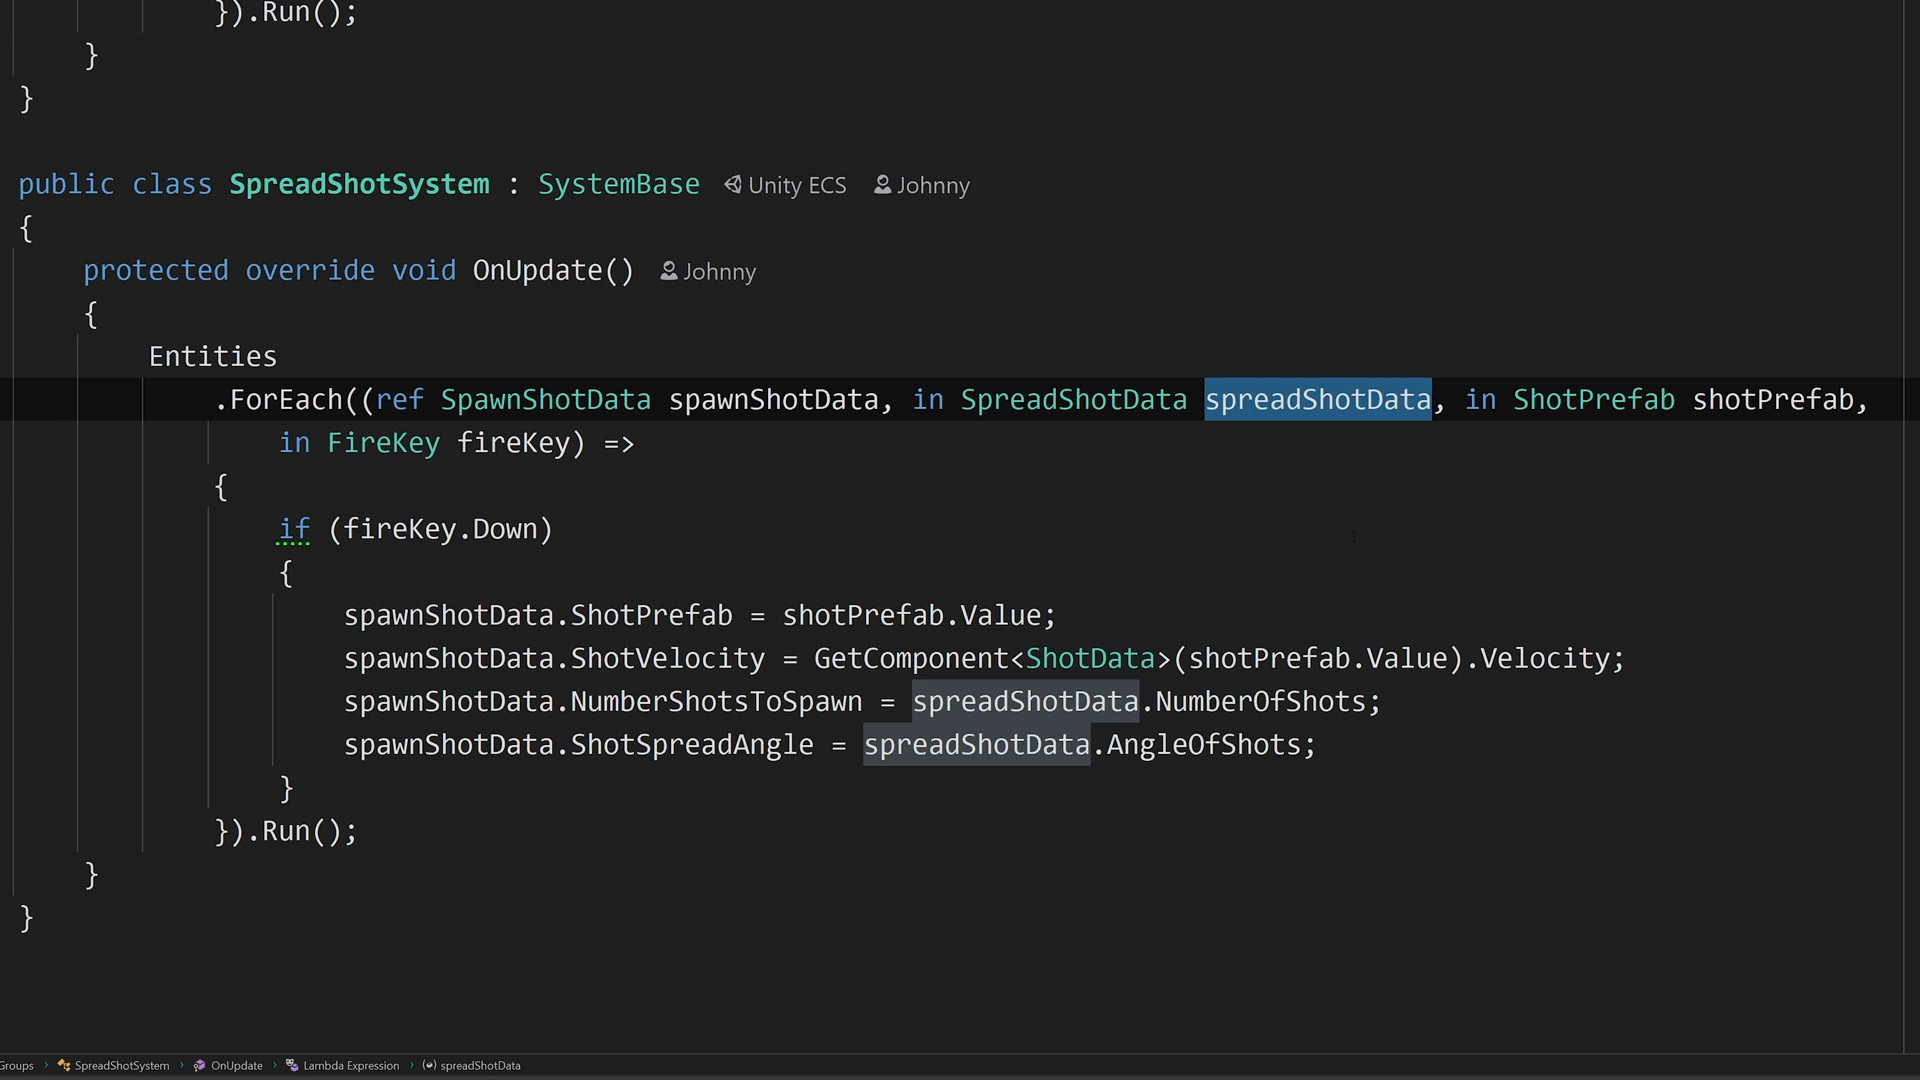 }).Run();
}
}
public class SpreadShotSystem : SystemBase Unity ECS Johnny
{
protected override void OnUpdate() Johnny
{
Entities
.ForEach((ref SpawnShotData spawnShotData, in SpreadShotData spreadShotData, in ShotPrefab shotPrefab,
in FireKey fireKey) =>
{
if (fireKey.Down)
{
spawnShotData.ShotPrefab = shotPrefab.Value;
spawnShotData.ShotVelocity = GetComponent<ShotData>(shotPrefab.Value).Velocity;
spawnShotData.NumberShotsToSpawn = spreadShotData.NumberOfShots;
spawnShotData.ShotSpreadAngle = spreadShotData.AngleOfShots;
}
}).Run();
}
}
Groups › SpreadShotSystem › OnUpdate › Lambda Expression › spreadShotData